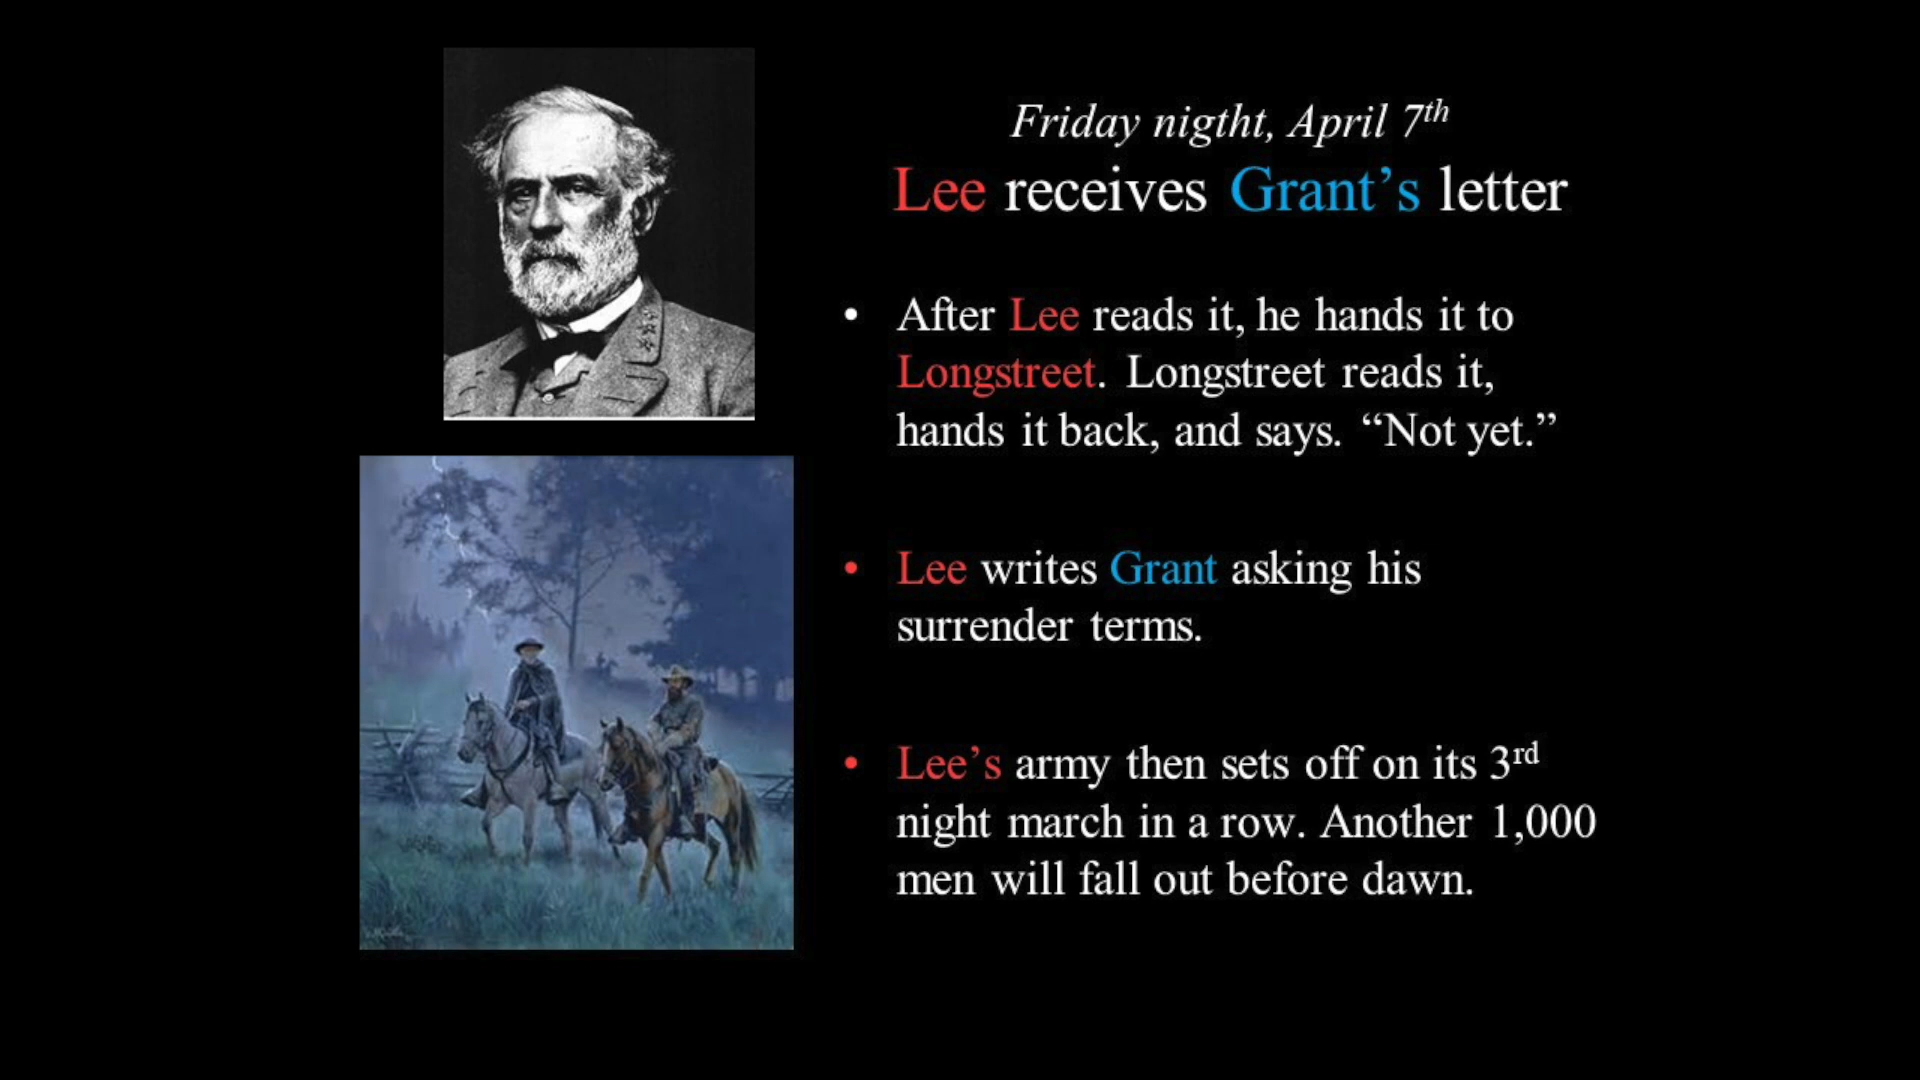 Friday nigtht, April 7th
Lee receives Grant’s letter
• After Lee reads it, he hands it to
Longstreet. Longstreet reads it,
hands it back, and says. “Not yet.”
• Lee writes Grant asking his
surrender terms.
• Lee’s army then sets off on its 3rd
night march in a row. Another 1,000
men will fall out before dawn.